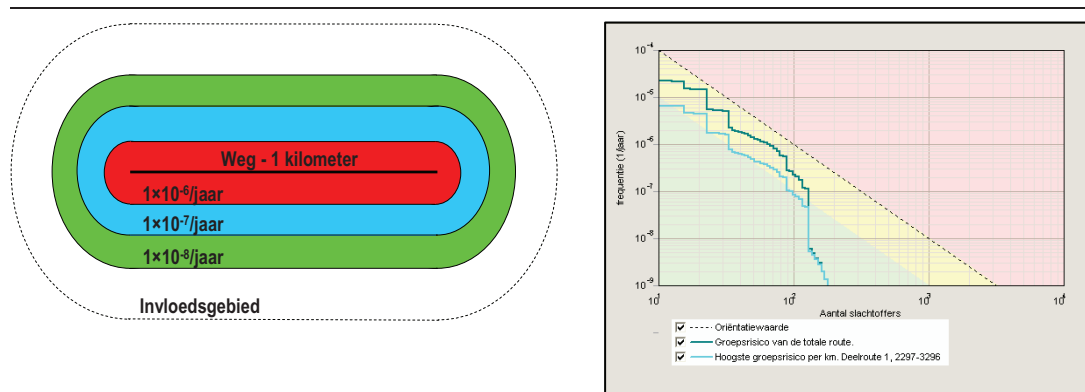 Weg - 1 kilometer
1×10⁻⁶/jaar
1×10⁻⁷/jaar
1×10⁻⁸/jaar
Invloedsgebied
frequentie (1/jaar)
10⁻⁴
10⁻⁵
10⁻⁶
10⁻⁷
10⁻⁸
10⁻⁹
10¹ 10² 10³ 10⁴
Aantal slachtoffers
Oriëntatiewaarde
Groepsrisico van de totale route.
Hoogste groepsrisico per km. Deelroute 1, 2297-3296